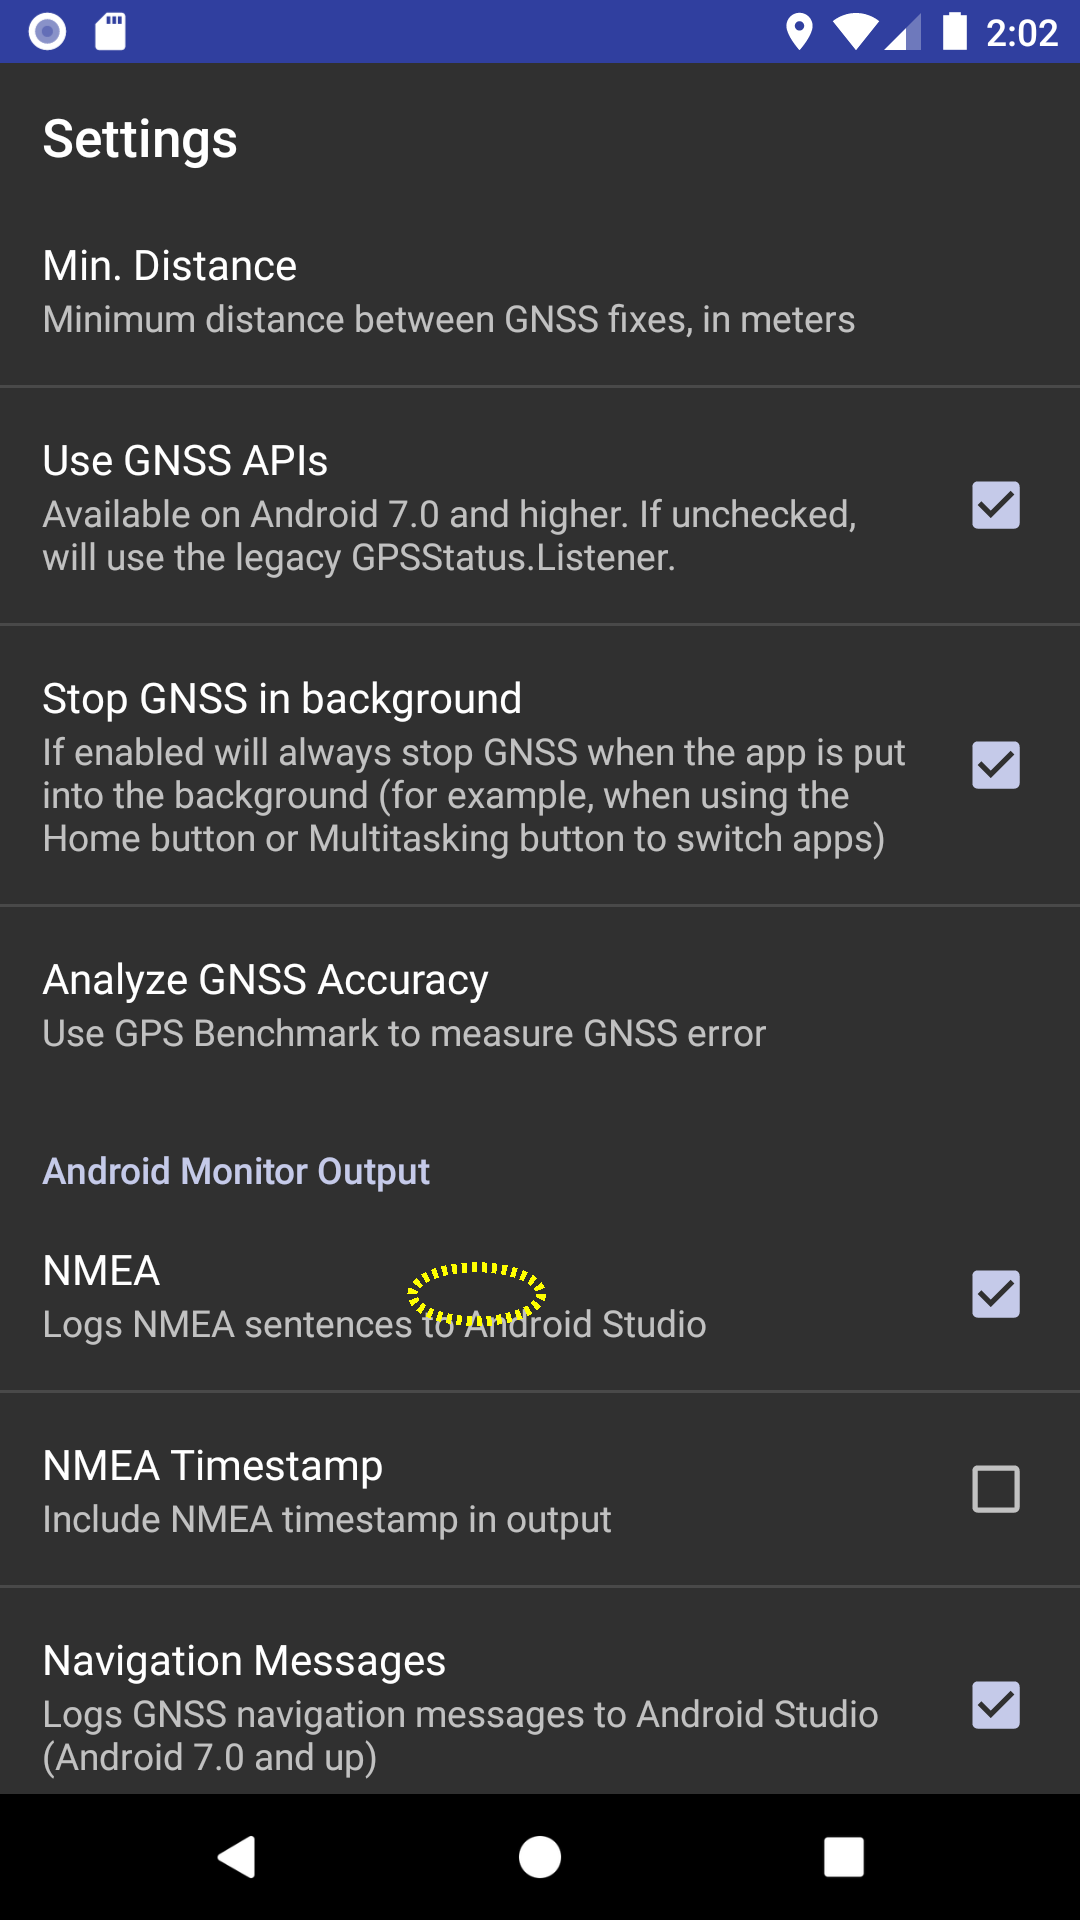 2:02
Settings
Min. Distance
Minimum distance between GNSS fixes, in meters
Use GNSS APIs
Available on Android 7.0 and higher. If unchecked,
will use the legacy GPSStatus.Listener.
Stop GNSS in background
If enabled will always stop GNSS when the app is put
into the background (for example, when using the
Home button or Multitasking button to switch apps)
Analyze GNSS Accuracy
Use GPS Benchmark to measure GNSS error
Android Monitor Output
NMEA
Logs NMEA sentences to Android Studio
NMEA Timestamp
Include NMEA timestamp in output
Navigation Messages
Logs GNSS navigation messages to Android Studio
(Android 7.0 and up)